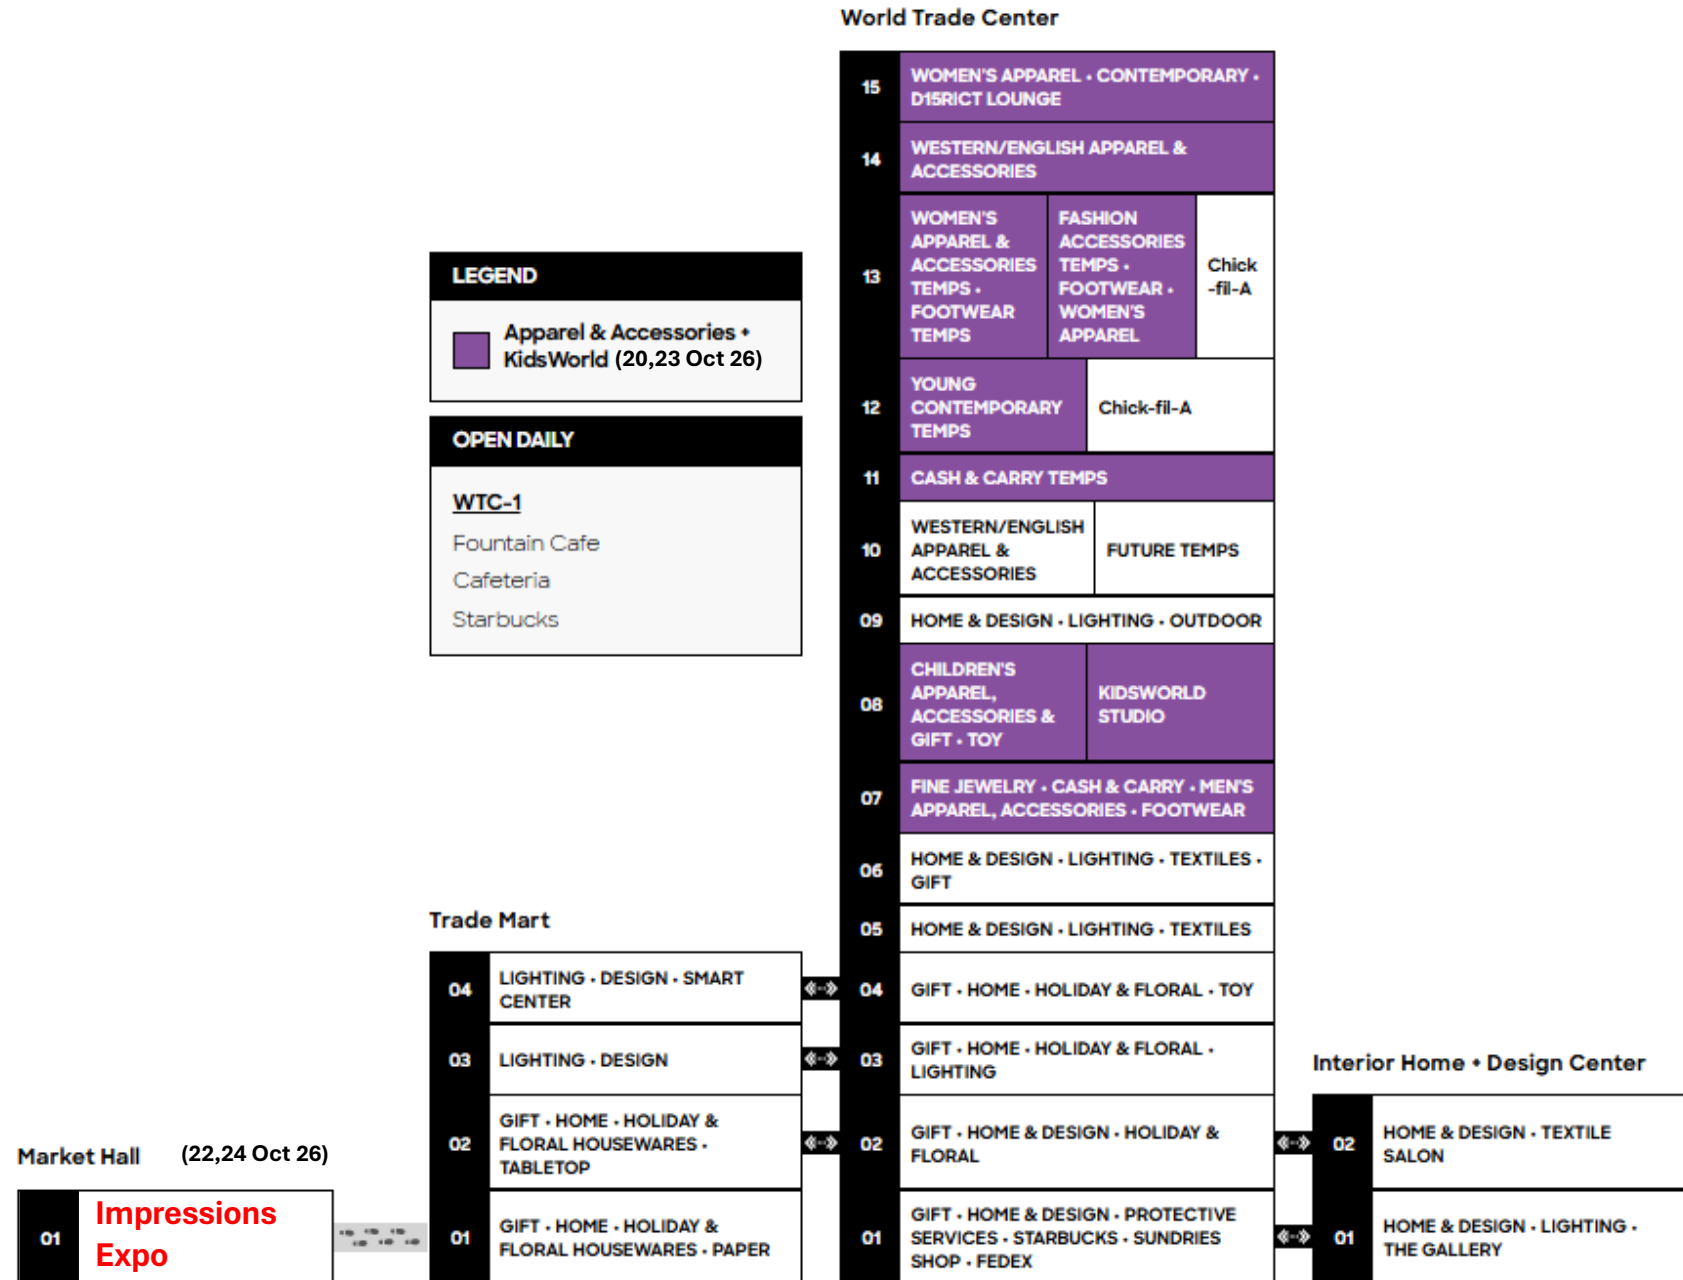 World Trade Center
15
WOMEN'S APPAREL • CONTEMPORARY •
D15RICT LOUNGE
14
WESTERN/ENGLISH APPAREL &
ACCESSORIES
13
WOMEN'S
APPAREL &
ACCESSORIES
TEMPS •
FOOTWEAR
TEMPS
FASHION
ACCESSORIES
TEMPS •
FOOTWEAR •
WOMEN'S
APPAREL
Chick
-fil-A
12
YOUNG
CONTEMPORARY
TEMPS
Chick-fil-A
11
CASH & CARRY TEMPS
10
WESTERN/ENGLISH
APPAREL &
ACCESSORIES
FUTURE TEMPS
09
HOME & DESIGN • LIGHTING • OUTDOOR
08
CHILDREN'S
APPAREL,
ACCESSORIES &
GIFT • TOY
KIDSWORLD
STUDIO
07
FINE JEWELRY • CASH & CARRY • MEN'S
APPAREL, ACCESSORIES • FOOTWEAR
06
HOME & DESIGN • LIGHTING • TEXTILES •
GIFT
05
HOME & DESIGN • LIGHTING • TEXTILES
04
GIFT • HOME • HOLIDAY & FLORAL • TOY
03
GIFT • HOME • HOLIDAY & FLORAL •
LIGHTING
02
GIFT • HOME & DESIGN • HOLIDAY &
FLORAL
01
GIFT • HOME & DESIGN • PROTECTIVE
SERVICES • STARBUCKS • SUNDRIES
SHOP • FEDEX
LEGEND
Apparel & Accessories +
KidsWorld (20,23 Oct 26)
OPEN DAILY
WTC-1
Fountain Cafe
Cafeteria
Starbucks
Trade Mart
04
LIGHTING • DESIGN • SMART
CENTER
03
LIGHTING • DESIGN
02
GIFT • HOME • HOLIDAY &
FLORAL HOUSEWARES •
TABLETOP
01
GIFT • HOME • HOLIDAY &
FLORAL HOUSEWARES • PAPER
Market Hall (22,24 Oct 26)
01
Impressions
Expo
Interior Home + Design Center
02
HOME & DESIGN • TEXTILE
SALON
01
HOME & DESIGN • LIGHTING •
THE GALLERY